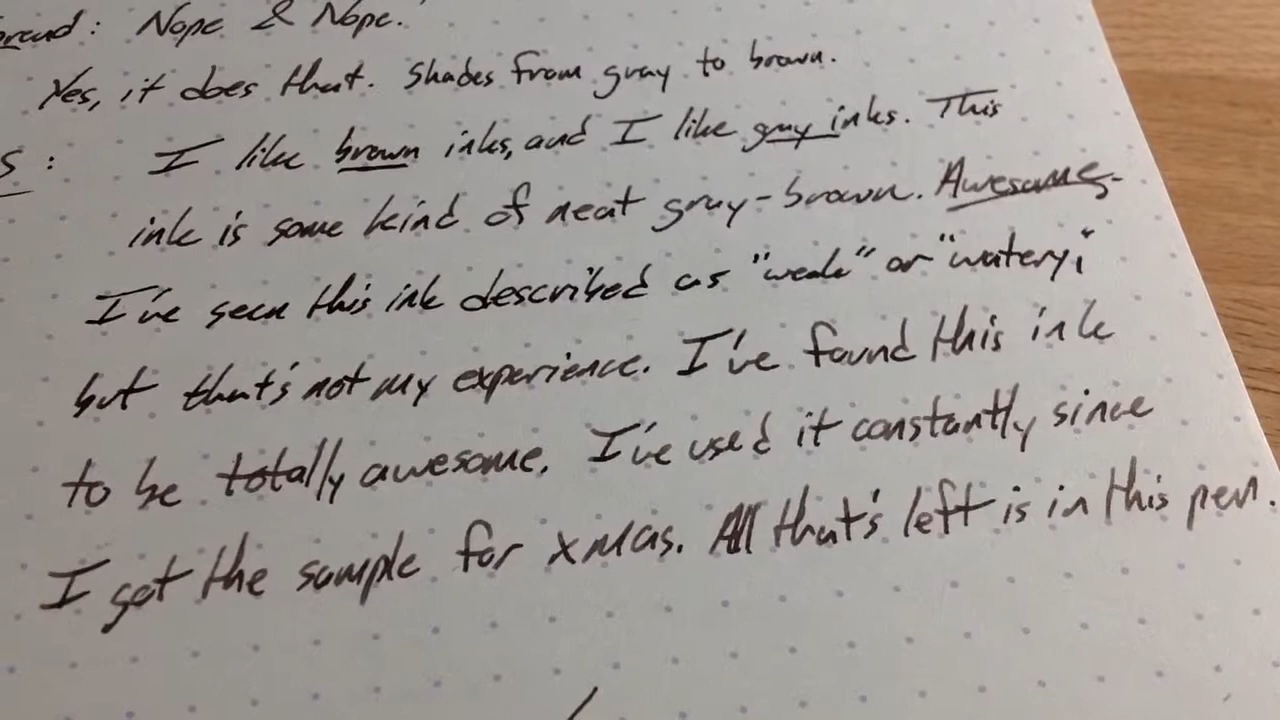 read: Nope & Nope.
Yes, it does that. Shades from gray to brown.
s: I like brown inks, and I like gray inks. This
ink is some kind of neat gray-brown. Awesome.
I've seen this ink described as "weak" or "watery,"
but that's not my experience. I've found this ink
to be totally awesome. I've used it constantly since
I got the sample for xmas. All that's left is in this pen.